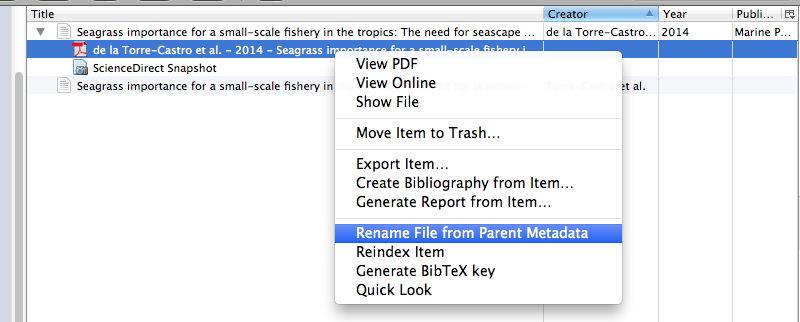 Title Creator Year Publi...
Seagrass importance for a small-scale fishery in the tropics: The need for seascape ... de la Torre-Castro... 2014 Marine P...
de la Torre-Castro et al. - 2014 - Seagrass importance for a small-scale fishery i
ScienceDirect Snapshot
Seagrass importance for a small-scale fishery in the
et al.
View PDF
View Online
Show File
Move Item to Trash...
Export Item...
Create Bibliography from Item...
Generate Report from Item...
Rename File from Parent Metadata
Reindex Item
Generate BibTeX key
Quick Look